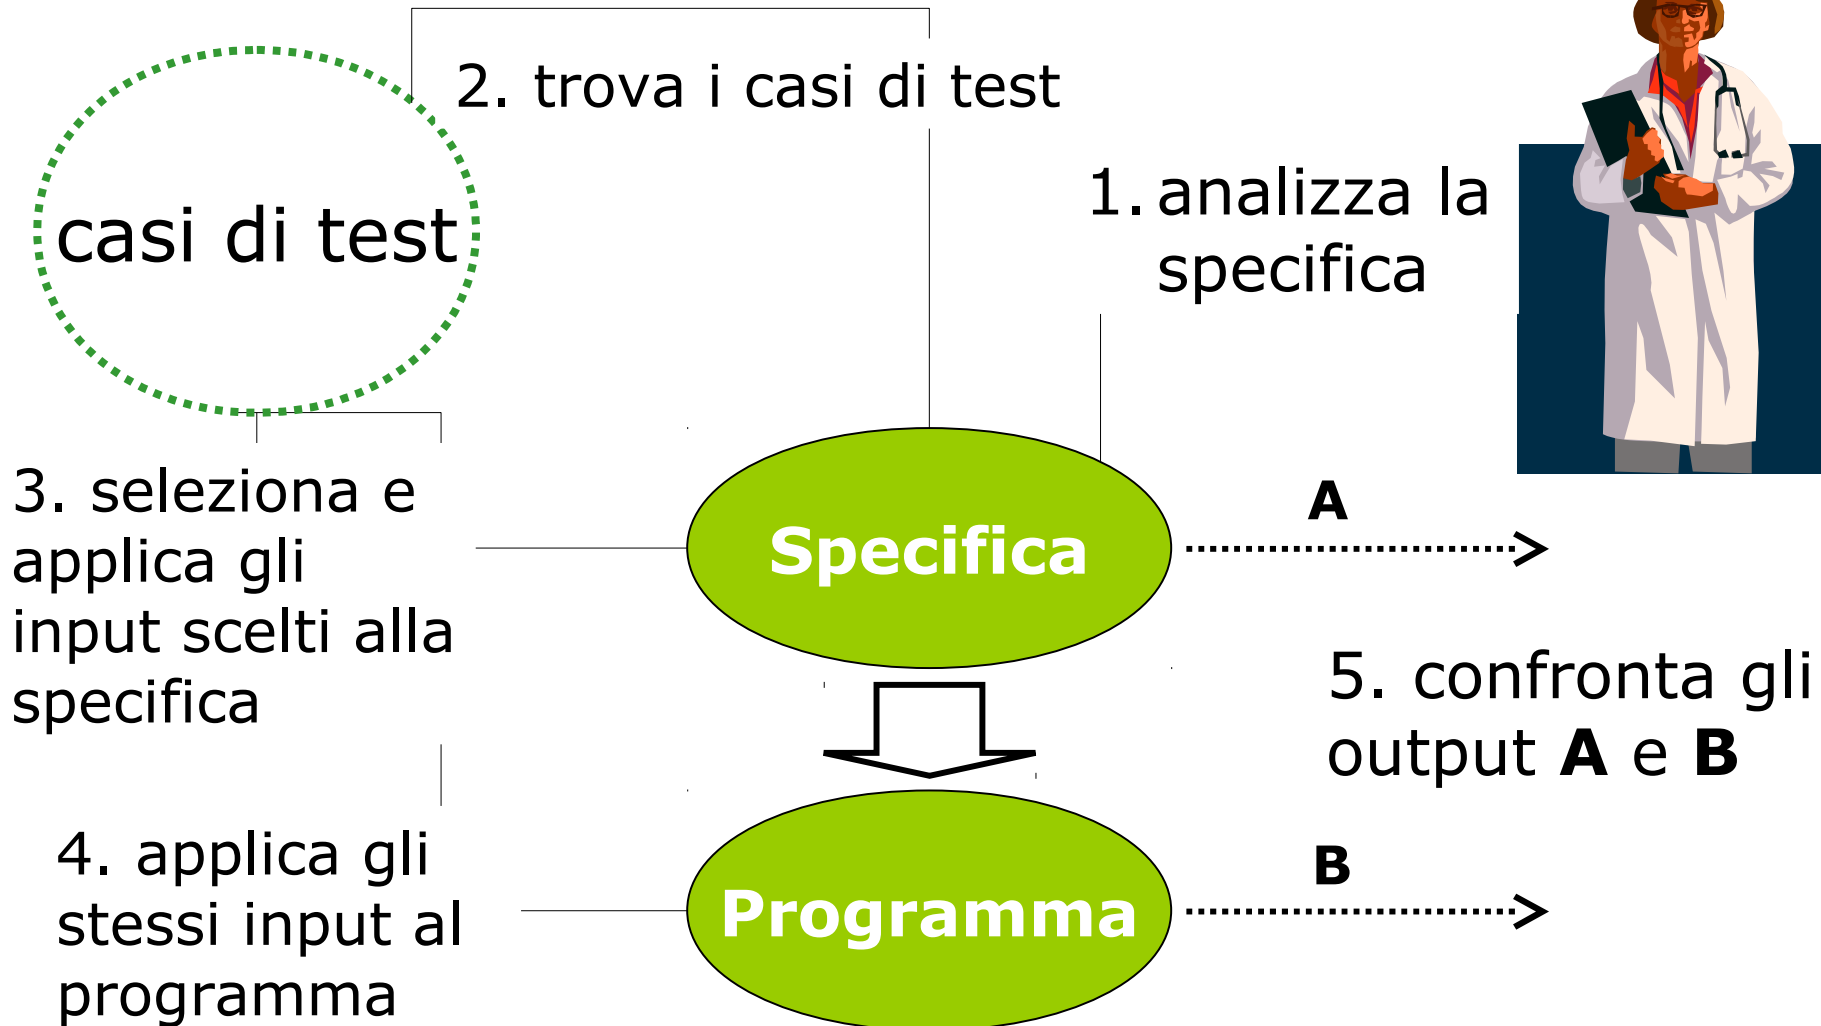 2. trova i casi di test
casi di test
1. analizza la
specifica
3. seleziona e
applica gli
input scelti alla
specifica
Specifica
A
5. confronta gli
output A e B
4. applica gli
stessi input al
programma
Programma
B